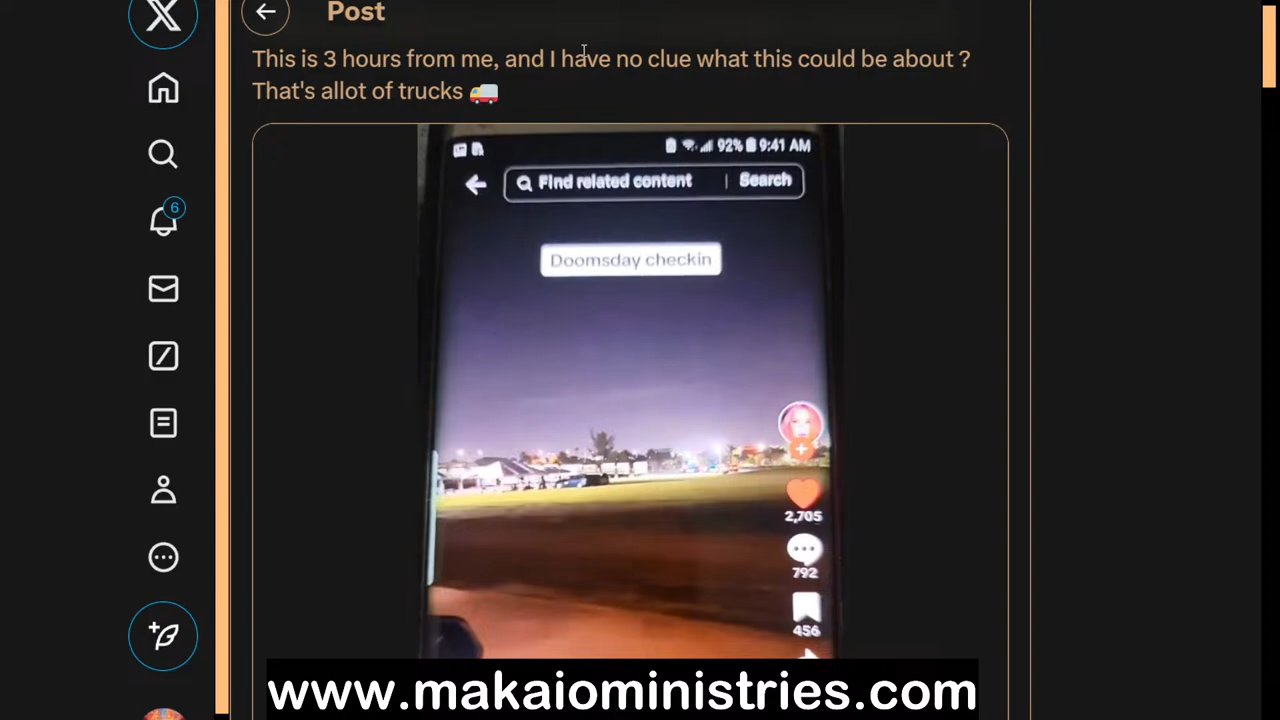 Post
This is 3 hours from me, and I have no clue what this could be about ?
That's allot of trucks 🚚
92% 9:41 AM
Find related content | Search
Doomsday checkin
2,705
792
456
6
www.makaioministries.com